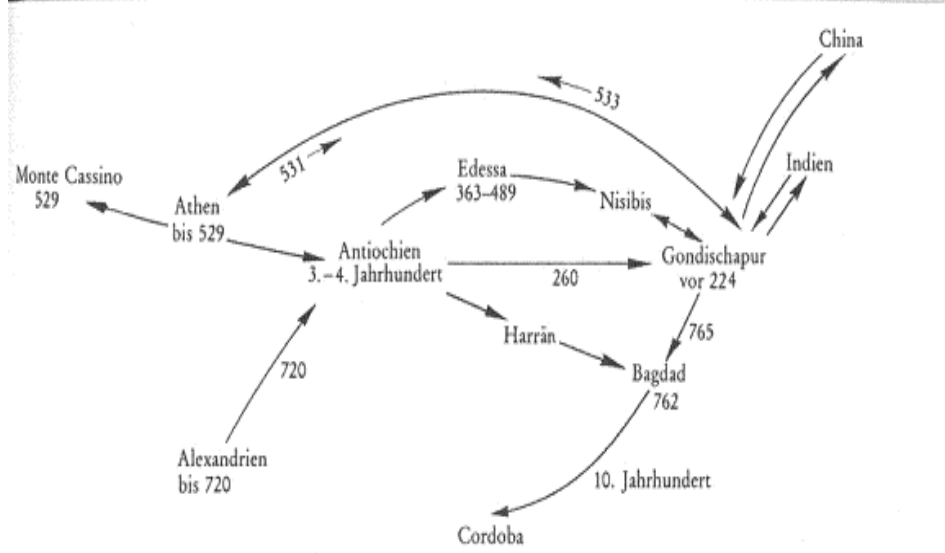 China
533
531
Indien
Monte Cassino
529
Edessa
363–489
Athen
bis 529
Nisibis
Antiochien
3.–4. Jahrhundert
Gondischapur
vor 224
260
765
Harrān
720
Bagdad
762
Alexandrien
bis 720
10. Jahrhundert
Cordoba